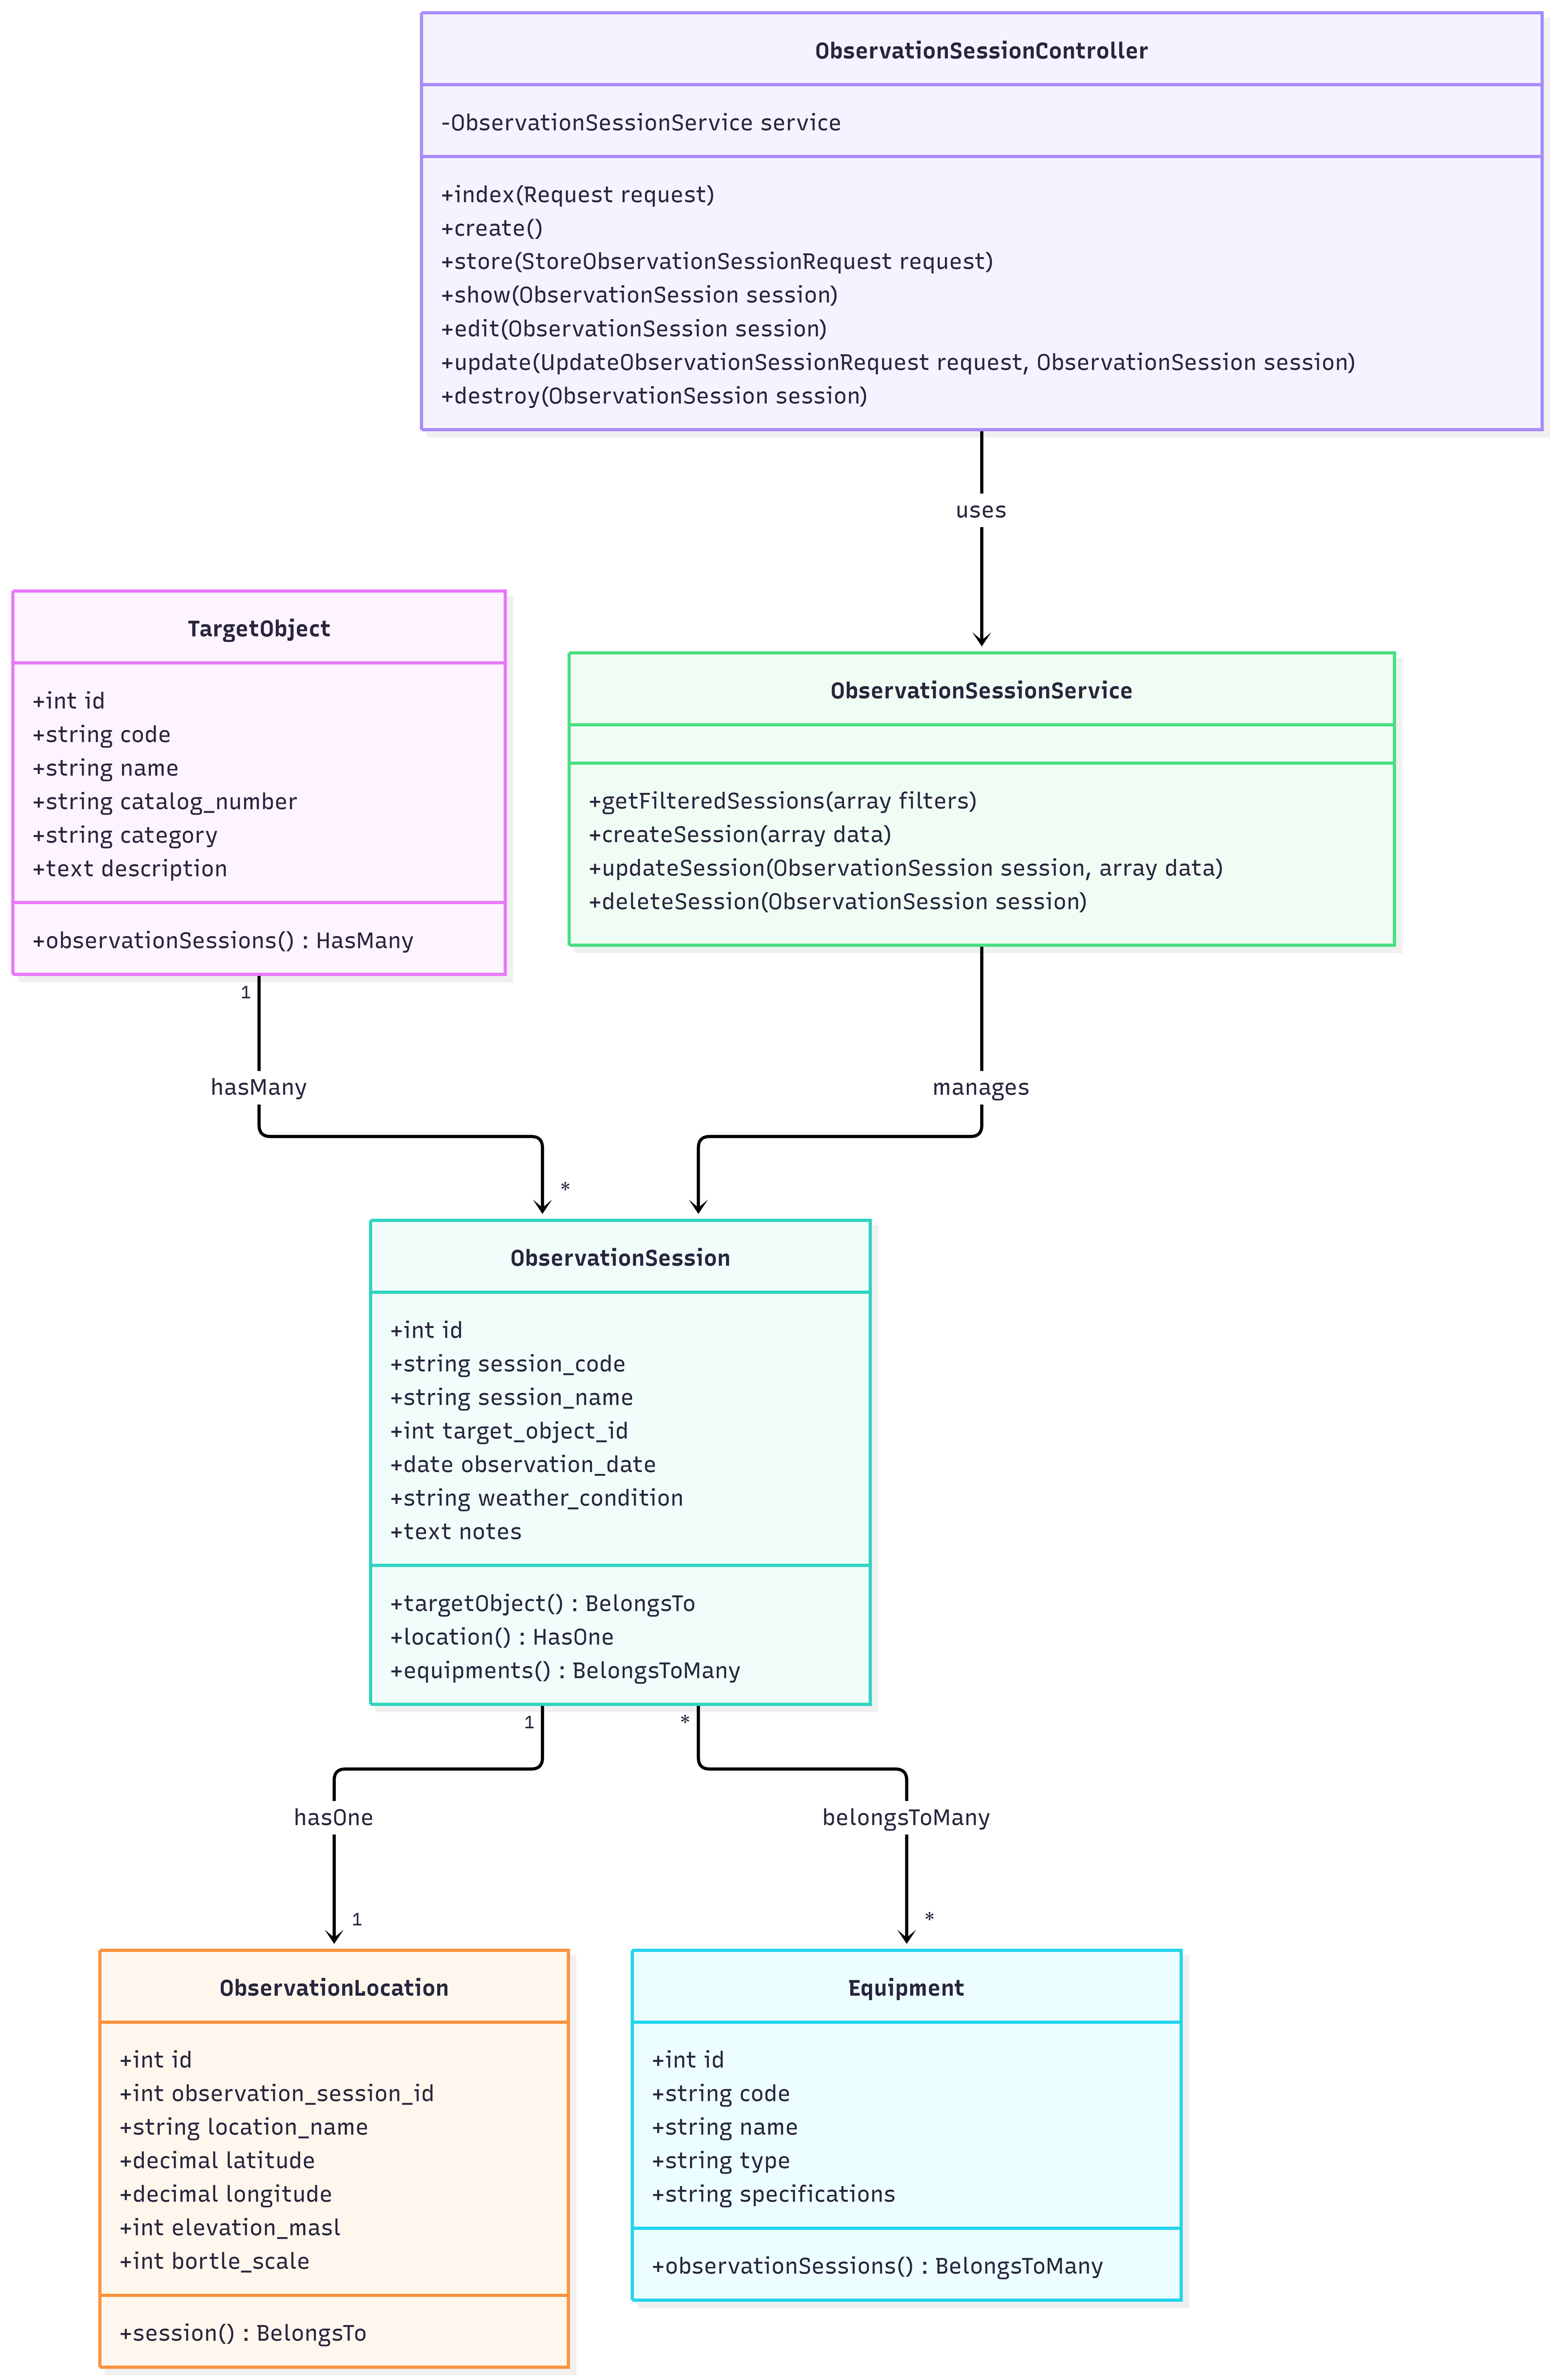 ObservationSessionController
-ObservationSessionService service
+index(Request request)
+create()
+store(StoreObservationSessionRequest request)
+show(ObservationSession session)
+edit(ObservationSession session)
+update(UpdateObservationSessionRequest request, ObservationSession session)
+destroy(ObservationSession session)
uses
TargetObject
+int id
+string code
+string name
+string catalog_number
+string category
+text description
+observationSessions() : HasMany
ObservationSessionService
+getFilteredSessions(array filters)
+createSession(array data)
+updateSession(ObservationSession session, array data)
+deleteSession(ObservationSession session)
1
hasMany
*
manages
ObservationSession
+int id
+string session_code
+string session_name
+int target_object_id
+date observation_date
+string weather_condition
+text notes
+targetObject() : BelongsTo
+location() : HasOne
+equipments() : BelongsToMany
1
hasOne
1
*
belongsToMany
*
ObservationLocation
+int id
+int observation_session_id
+string location_name
+decimal latitude
+decimal longitude
+int elevation_masl
+int bortle_scale
+session() : BelongsTo
Equipment
+int id
+string code
+string name
+string type
+string specifications
+observationSessions() : BelongsToMany